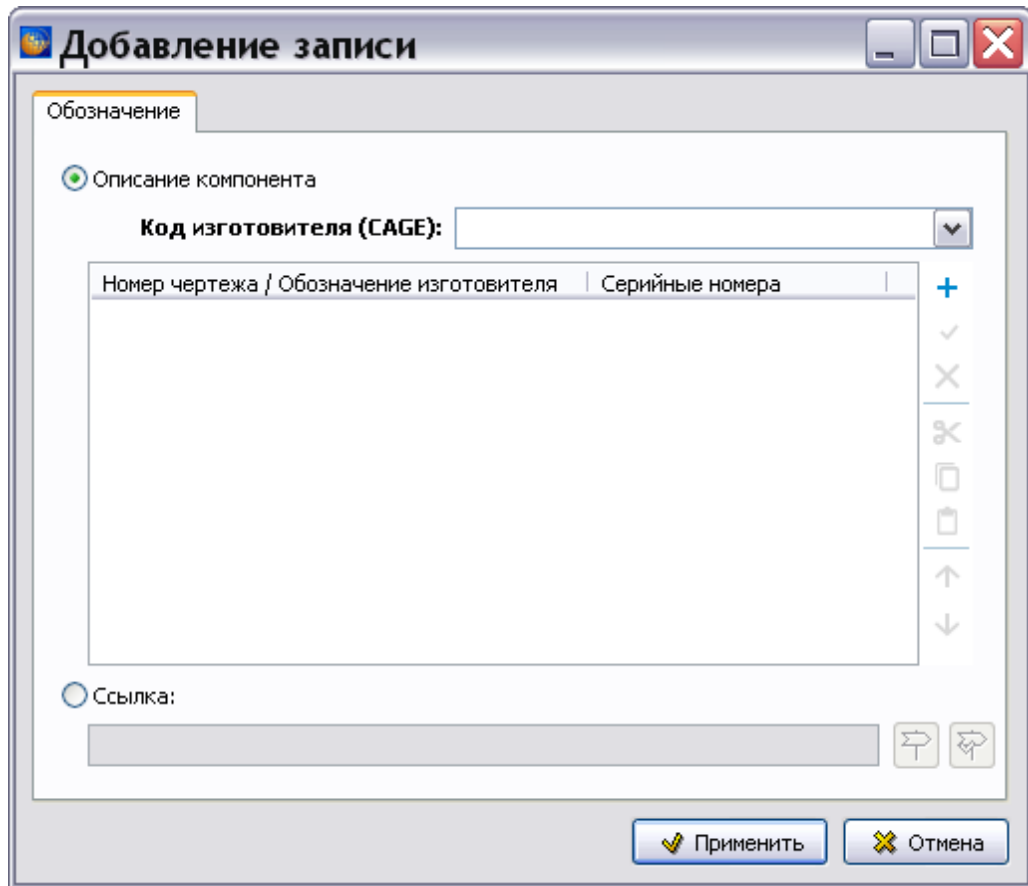 Добавление записи
Обозначение
Описание компонента
Код изготовителя (CAGE):
Номер чертежа / Обозначение изготовителя Серийные номера
Ссылка:
Применить Отмена